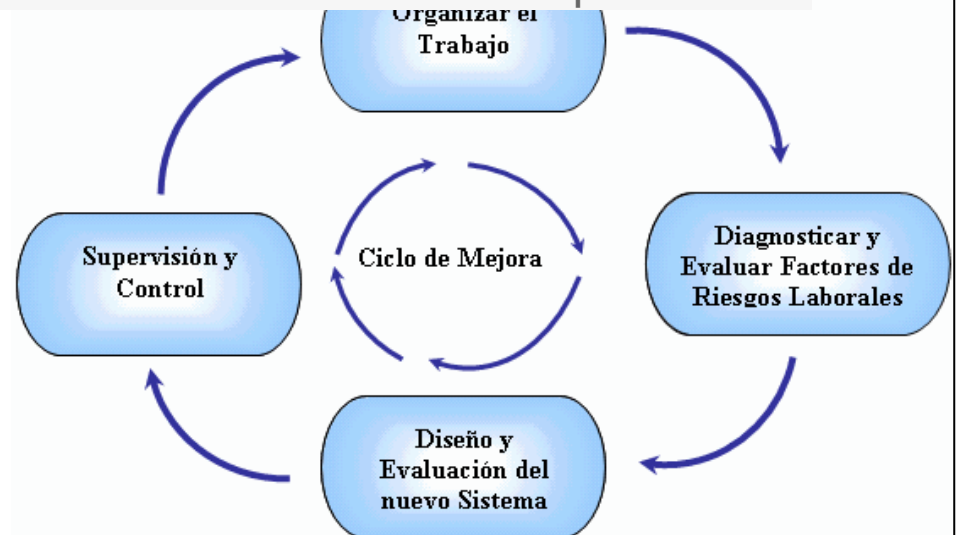 Organizar el
Trabajo
Diagnosticar y
Evaluar Factores de
Riesgos Laborales
Diseño y
Evaluación del
nuevo Sistema
Supervisión y
Control
Ciclo de Mejora